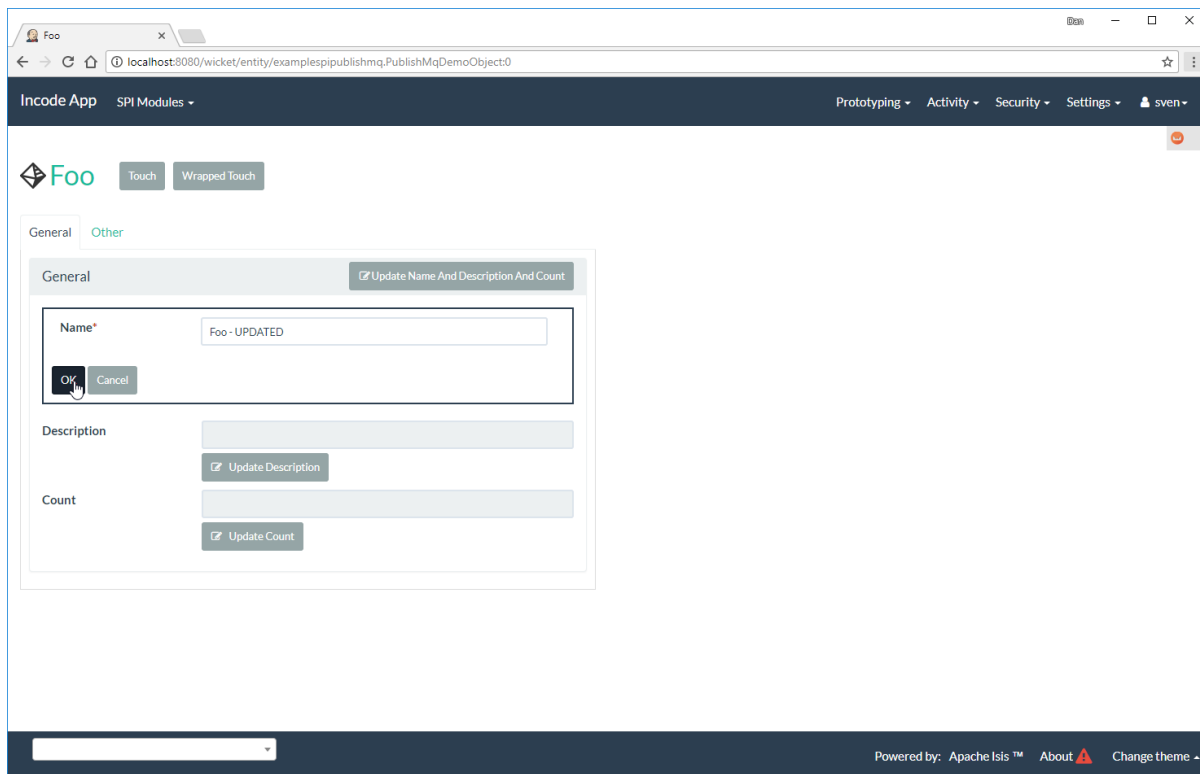 Foo
Dan
localhost:8080/wicket/entity/examplespipublishmq.PublishMqDemoObject:0
Incode App SPI Modules Prototyping Activity Security Settings sven
Foo Touch Wrapped Touch
General Other
General Update Name And Description And Count
Name* Foo - UPDATED
OK Cancel
Description
Update Description
Count
Update Count
Powered by: Apache Isis ™ About Change theme